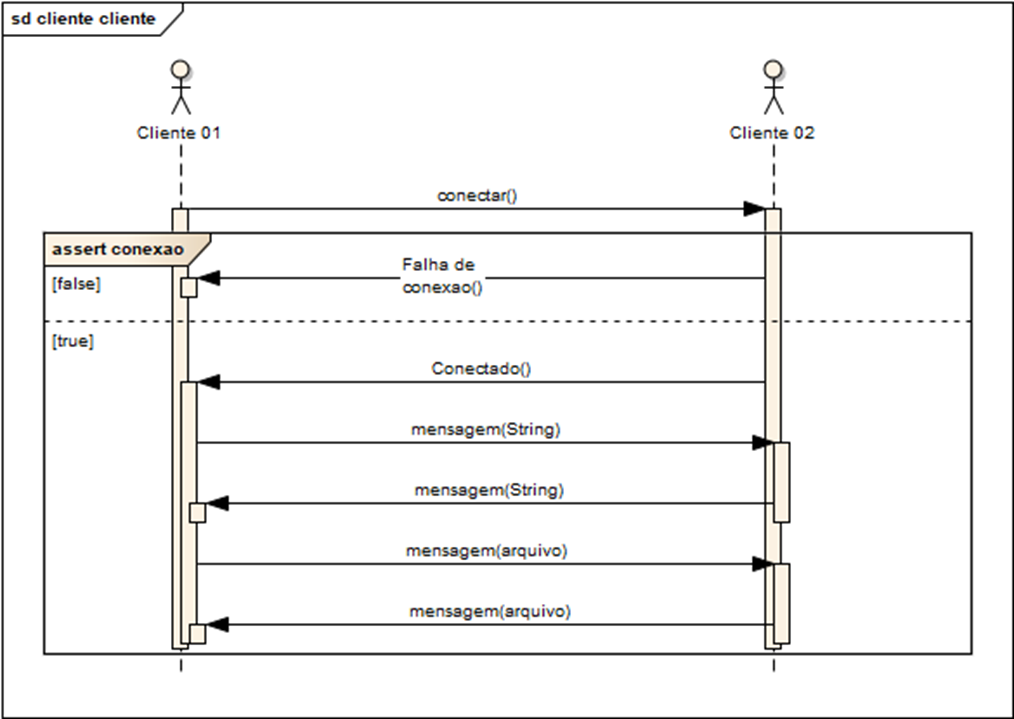 sd cliente cliente
Cliente 01
Cliente 02
conectar()
assert conexao
[false]
Falha de
conexao()
[true]
Conectado()
mensagem(String)
mensagem(String)
mensagem(arquivo)
mensagem(arquivo)